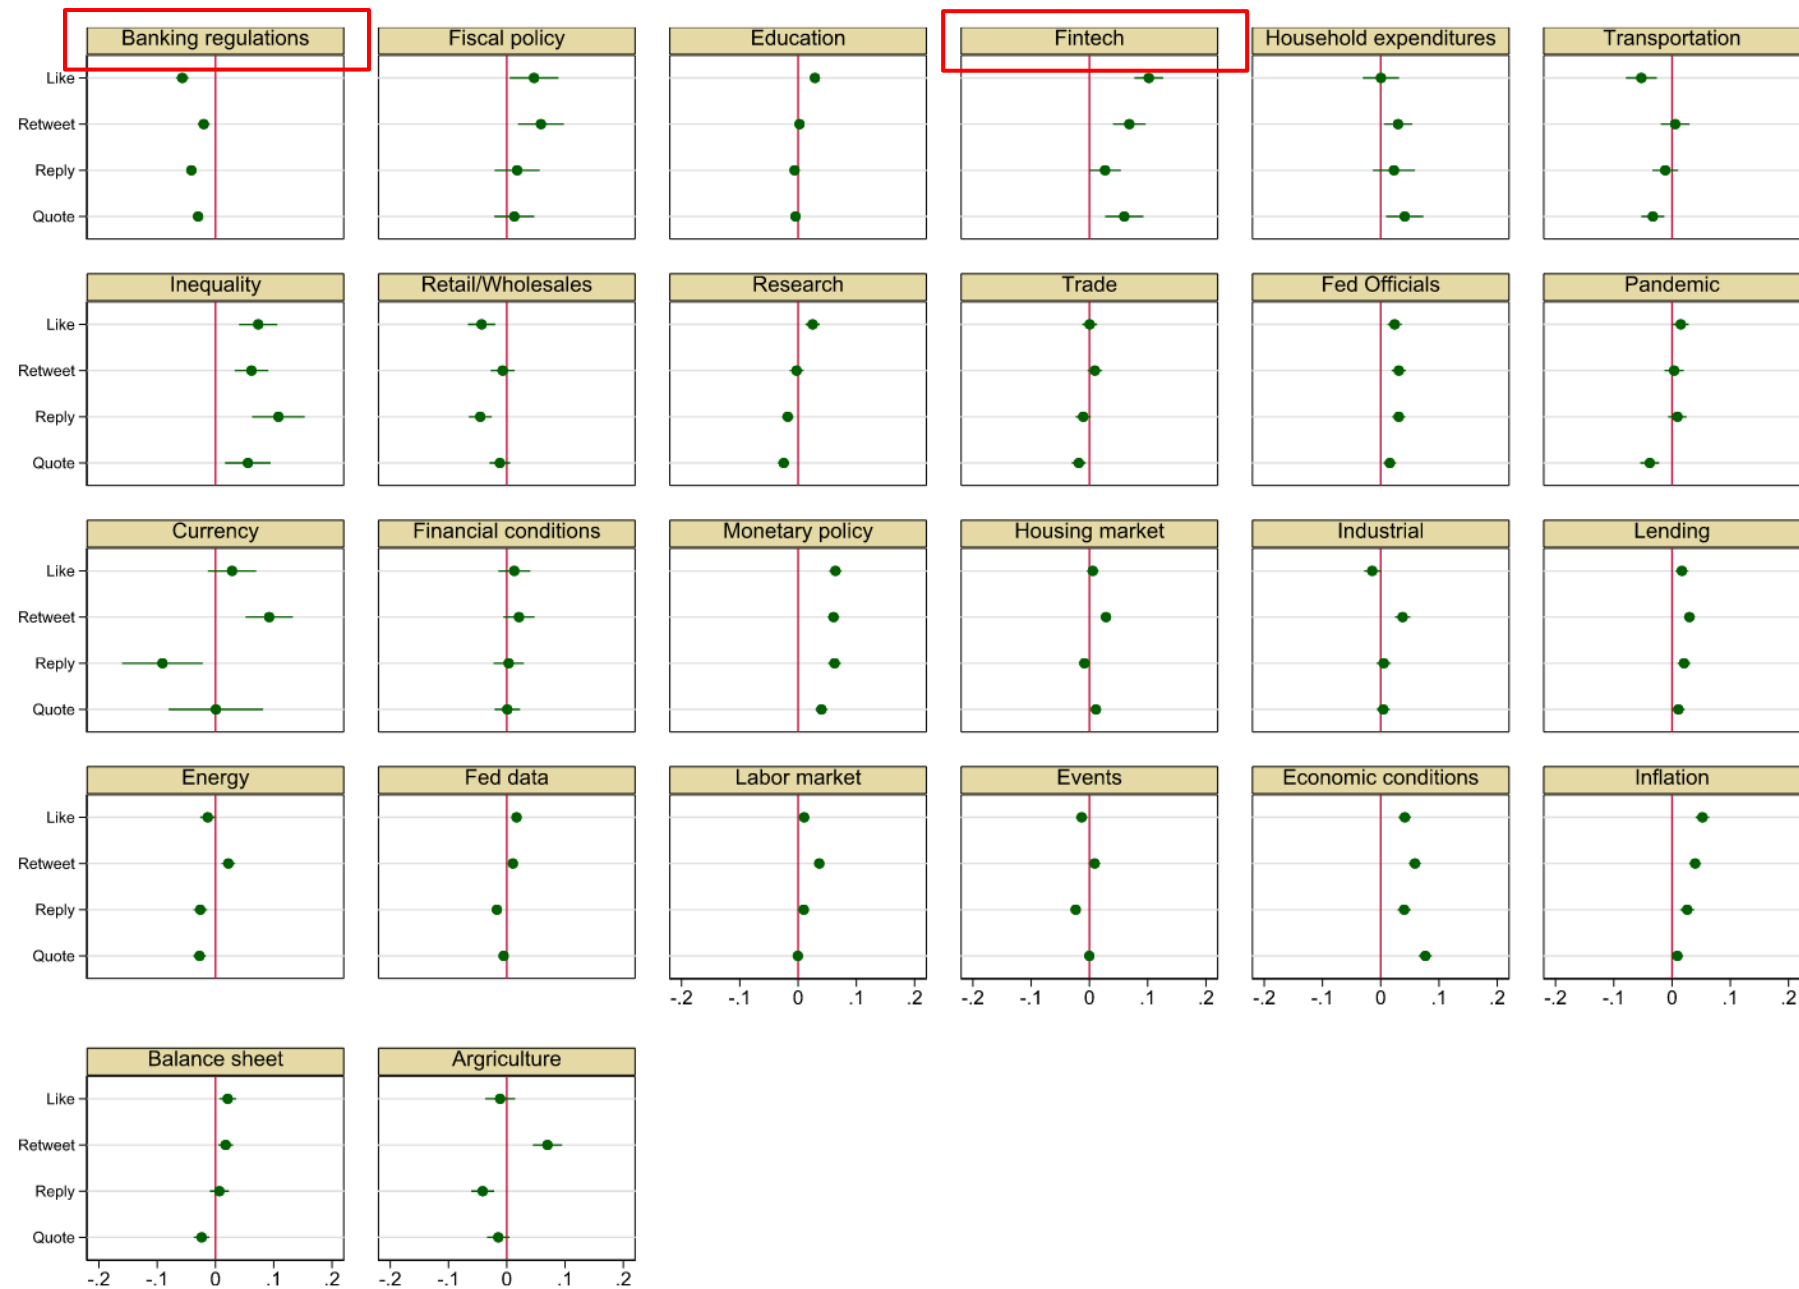 Banking regulations Fiscal policy Education Fintech Household expenditures Transportation
Like
Retweet
Reply
Quote
Inequality Retail/Wholesales Research Trade Fed Officials Pandemic
Like
Retweet
Reply
Quote
Currency Financial conditions Monetary policy Housing market Industrial Lending
Like
Retweet
Reply
Quote
Energy Fed data Labor market Events Economic conditions Inflation
Like
Retweet
Reply
Quote
-.2 -.1 0 .1 .2 -.2 -.1 0 .1 .2 -.2 -.1 0 .1 .2 -.2 -.1 0 .1 .2
Balance sheet Argriculture
Like
Retweet
Reply
Quote
-.2 -.1 0 .1 .2 -.2 -.1 0 .1 .2